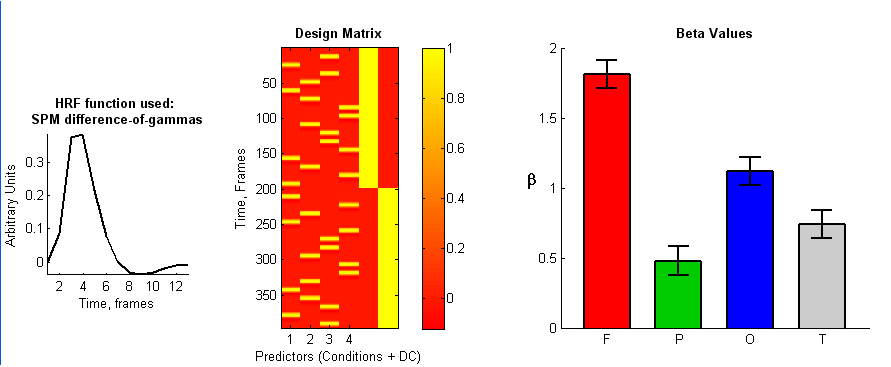 HRF function used:
SPM difference-of-gammas
Arbitrary Units
0.3
0.2
0.1
0
2
4
6
8
10
12
Time, frames
Design Matrix
Time, Frames
50
100
150
200
250
300
350
1
2
3
4
Predictors (Conditions + DC)
1
0.8
0.6
0.4
0.2
0
Beta Values
β
2
1.5
1
0.5
0
F
P
O
T